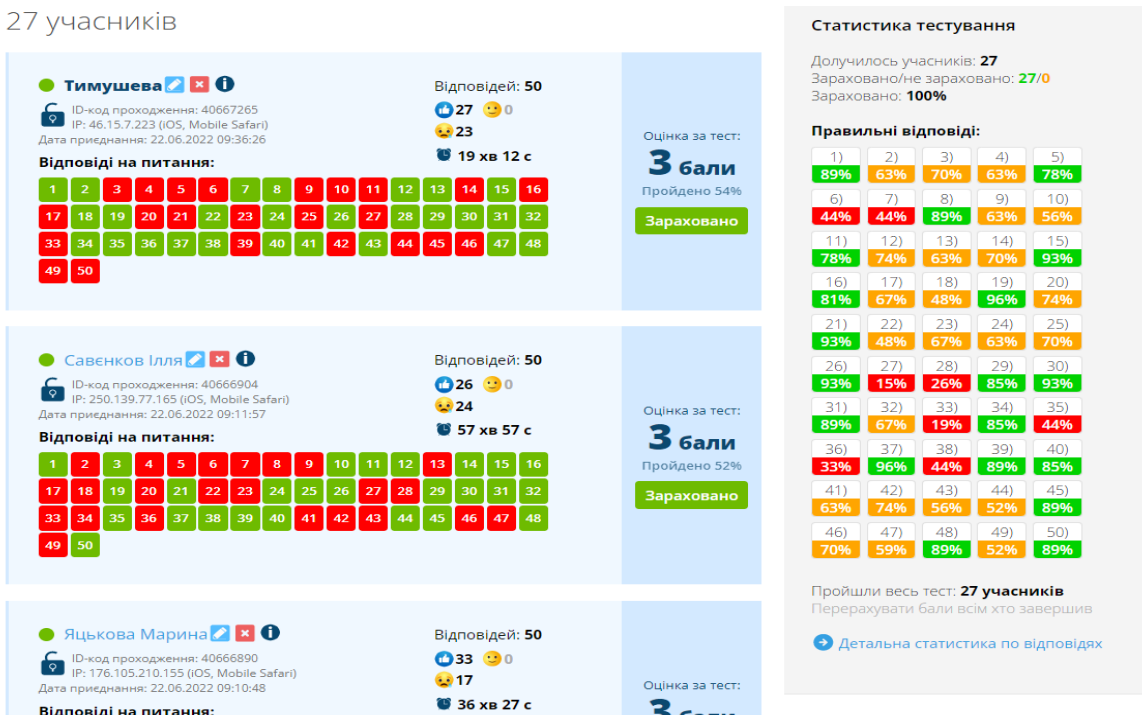 27 учасників
Тимушева
ID-код проходження: 40667265
IP: 46.15.7.223 (iOS, Mobile Safari)
Дата приєднання: 22.06.2022 09:36:26
Відповідей: 50
27 0
23
19 хв 12 с
Відповіді на питання:
1 2 3 4 5 6 7 8 9 10 11 12 13 14 15 16
17 18 19 20 21 22 23 24 25 26 27 28 29 30 31 32
33 34 35 36 37 38 39 40 41 42 43 44 45 46 47 48
49 50
Оцінка за тест:
3 бали
Пройдено 54%
Зараховано
Савєнков Ілля
ID-код проходження: 40666904
IP: 250.139.77.165 (iOS, Mobile Safari)
Дата приєднання: 22.06.2022 09:11:57
Відповідей: 50
26 0
24
57 хв 57 с
Відповіді на питання:
1 2 3 4 5 6 7 8 9 10 11 12 13 14 15 16
17 18 19 20 21 22 23 24 25 26 27 28 29 30 31 32
33 34 35 36 37 38 39 40 41 42 43 44 45 46 47 48
49 50
Оцінка за тест:
3 бали
Пройдено 52%
Зараховано
Яцькова Марина
ID-код проходження: 40666890
IP: 176.105.210.155 (iOS, Mobile Safari)
Дата приєднання: 22.06.2022 09:10:48
Відповідей: 50
33 0
17
36 хв 27 с
Відповіді на питання:
Оцінка за тест:
3 бали
Статистика тестування
Долучилось учасників: 27
Зараховано/не зараховано: 27/0
Зараховано: 100%
Правильні відповіді:
1) 2) 3) 4) 5)
89% 63% 70% 63% 78%
6) 7) 8) 9) 10)
44% 44% 89% 63% 56%
11) 12) 13) 14) 15)
78% 74% 63% 70% 93%
16) 17) 18) 19) 20)
81% 67% 48% 96% 74%
21) 22) 23) 24) 25)
93% 48% 67% 63% 70%
26) 27) 28) 29) 30)
93% 15% 26% 85% 93%
31) 32) 33) 34) 35)
89% 67% 19% 85% 44%
36) 37) 38) 39) 40)
33% 96% 44% 89% 85%
41) 42) 43) 44) 45)
63% 74% 56% 52% 89%
46) 47) 48) 49) 50)
70% 59% 89% 52% 89%
Пройшли весь тест: 27 учасників
Перерахувати бали всім хто завершив
Детальна статистика по відповідях